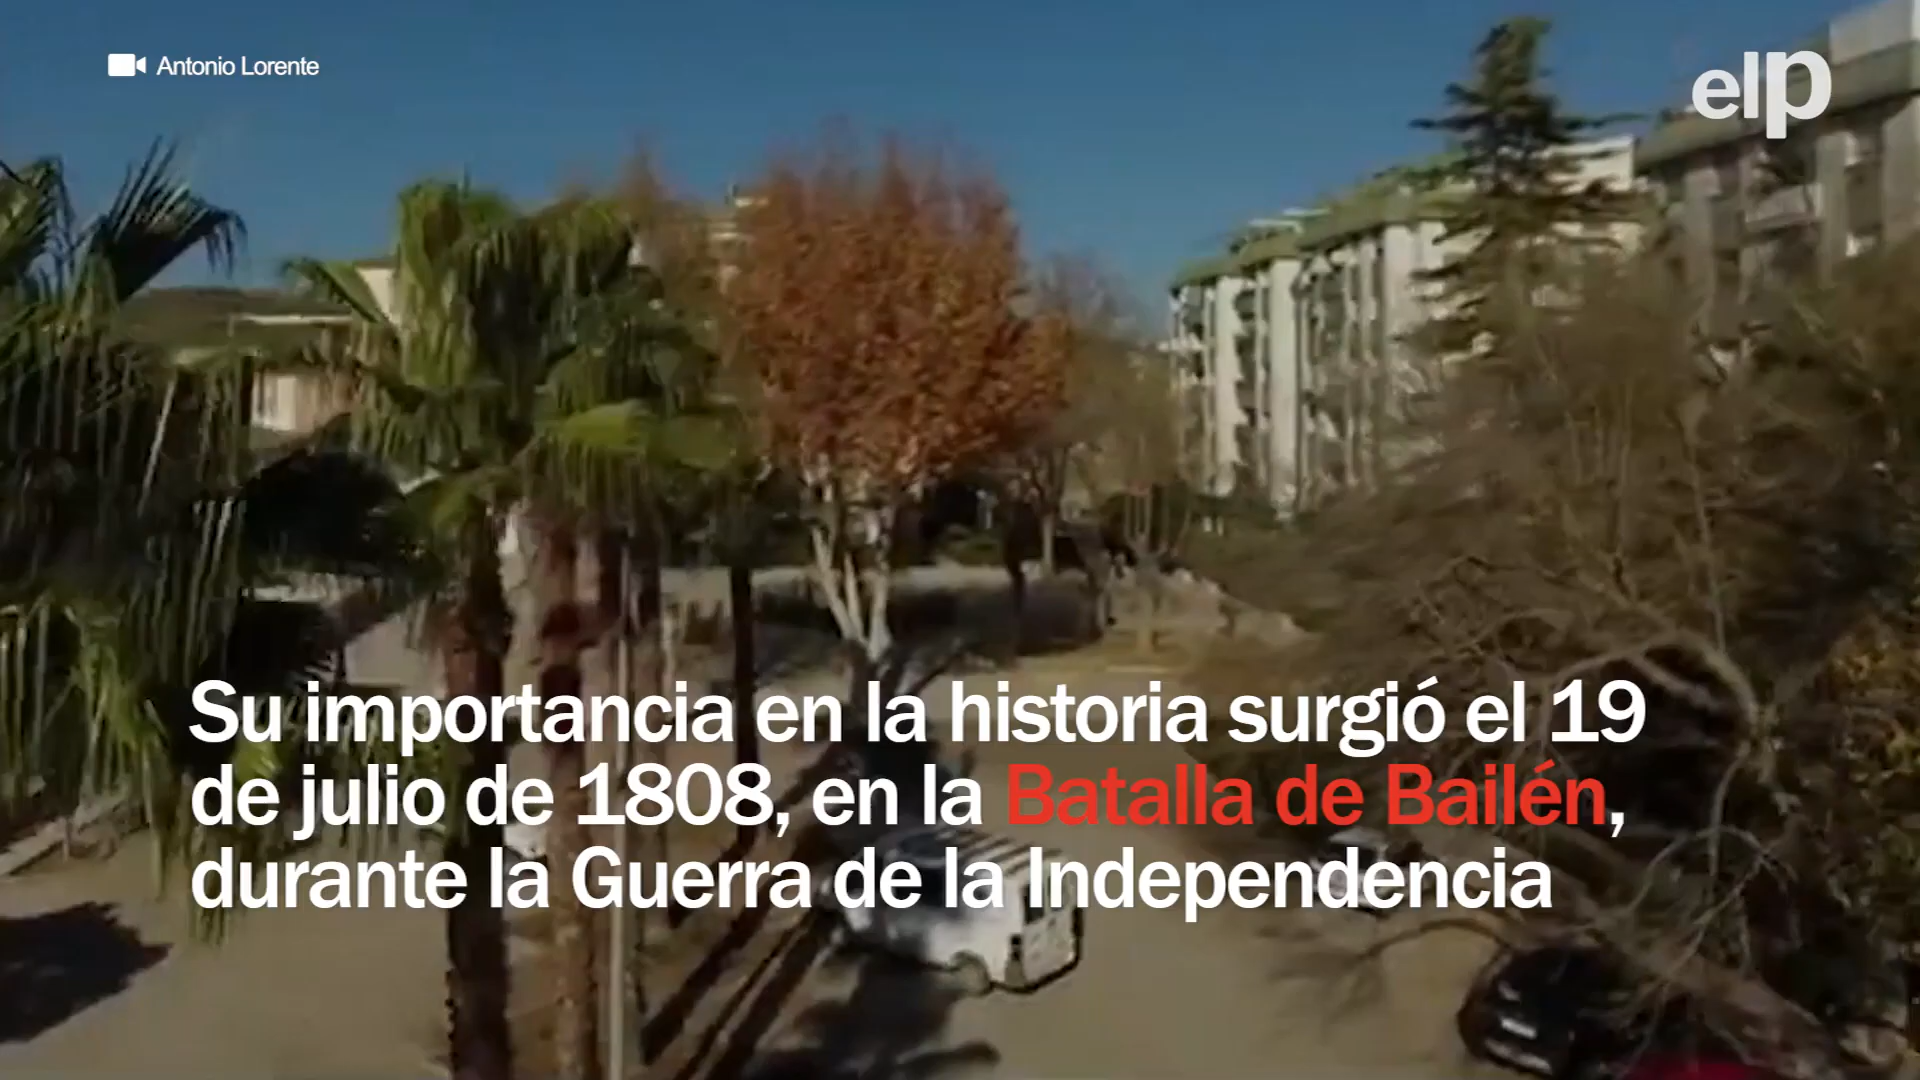 Antonio Lorente
elp
Su importancia en la historia surgió el 19
de julio de 1808, en la Batalla de Bailén,
durante la Guerra de la Independencia